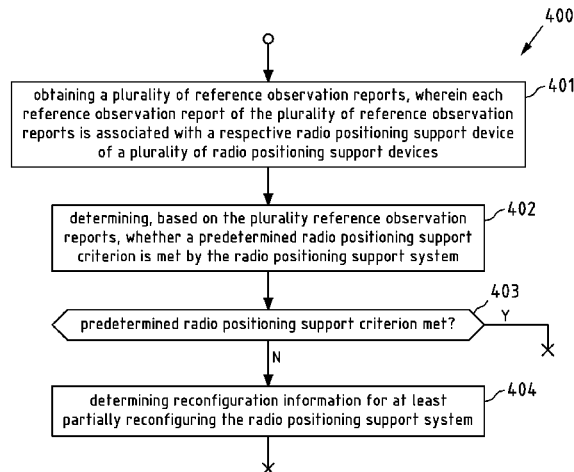 400
obtaining a plurality of reference observation reports, wherein each
reference observation report of the plurality of reference observation
reports is associated with a respective radio positioning support device
of a plurality of radio positioning support devices
401
determining, based on the plurality reference observation
reports, whether a predetermined radio positioning support
criterion is met by the radio positioning support system
402
predetermined radio positioning support criterion met?
403
Y
N
determining reconfiguration information for at least
partially reconfiguring the radio positioning support system
404